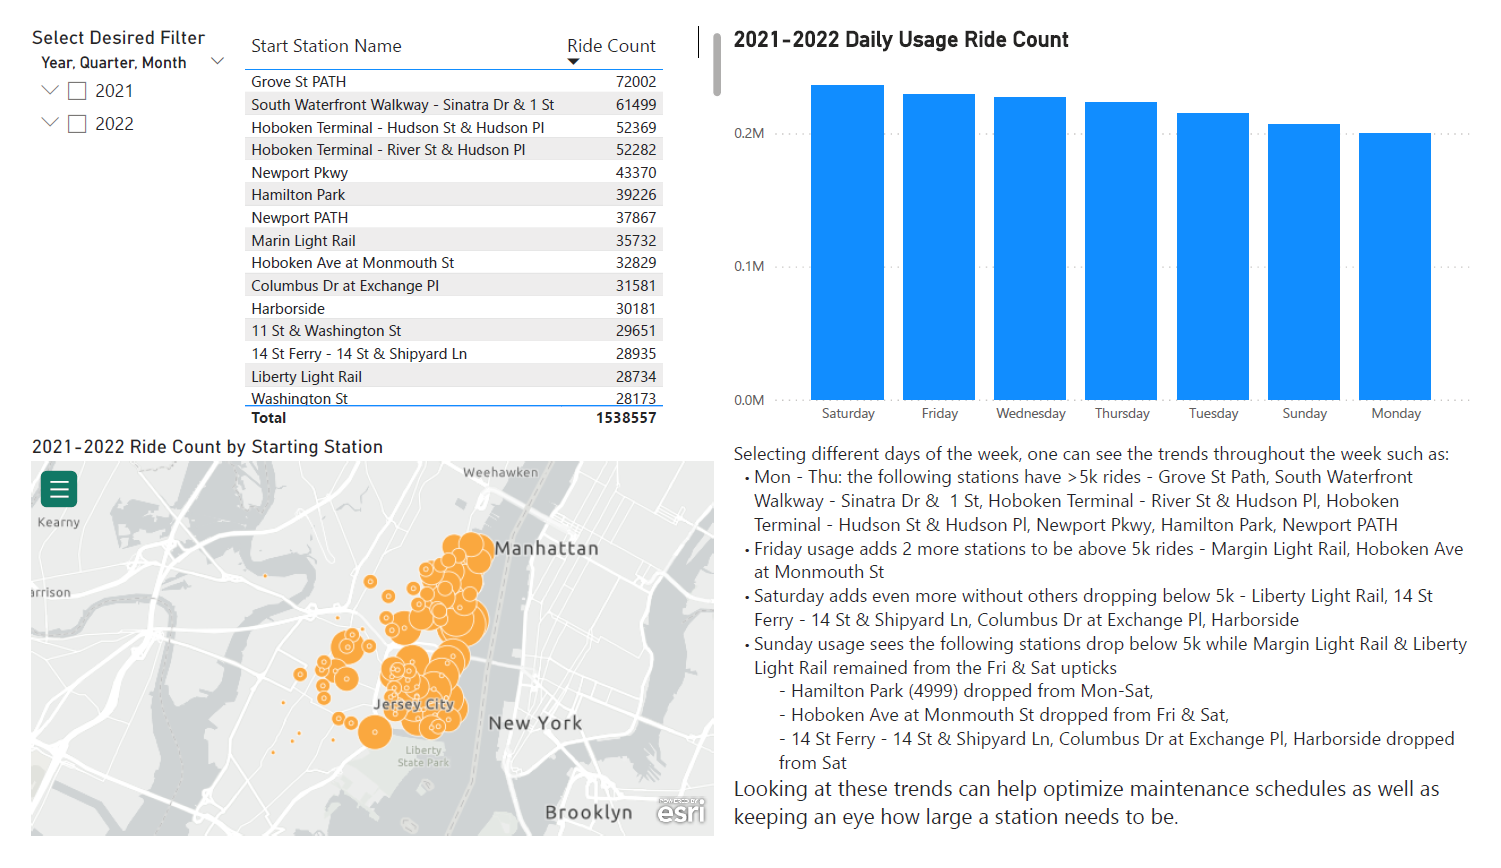 Select Desired Filter
Year, Quarter, Month
2021
2022
Start Station Name Ride Count
Grove St PATH 72002
South Waterfront Walkway - Sinatra Dr & 1 St 61499
Hoboken Terminal - Hudson St & Hudson Pl 52369
Hoboken Terminal - River St & Hudson Pl 52282
Newport Pkwy 43370
Hamilton Park 39226
Newport PATH 37867
Marin Light Rail 35732
Hoboken Ave at Monmouth St 32829
Columbus Dr at Exchange Pl 31581
Harborside 30181
11 St & Washington St 29651
14 St Ferry - 14 St & Shipyard Ln 28935
Liberty Light Rail 28734
Washington St 28173
Total 1538557
2021-2022 Ride Count by Starting Station
Weehawken
Kearny
Manhattan
arrison
Jersey City
New York
Liberty
State Park
Brooklyn
POWERED BY
esri
2021-2022 Daily Usage Ride Count
0.2M
0.1M
0.0M
Saturday Friday Wednesday Thursday Tuesday Sunday Monday
Selecting different days of the week, one can see the trends throughout the week such as:
• Mon - Thu: the following stations have >5k rides - Grove St Path, South Waterfront
Walkway - Sinatra Dr & 1 St, Hoboken Terminal - River St & Hudson Pl, Hoboken
Terminal - Hudson St & Hudson Pl, Newport Pkwy, Hamilton Park, Newport PATH
• Friday usage adds 2 more stations to be above 5k rides - Margin Light Rail, Hoboken Ave
at Monmouth St
• Saturday adds even more without others dropping below 5k - Liberty Light Rail, 14 St
Ferry - 14 St & Shipyard Ln, Columbus Dr at Exchange Pl, Harborside
• Sunday usage sees the following stations drop below 5k while Margin Light Rail & Liberty
Light Rail remained from the Fri & Sat upticks
- Hamilton Park (4999) dropped from Mon-Sat,
- Hoboken Ave at Monmouth St dropped from Fri & Sat,
- 14 St Ferry - 14 St & Shipyard Ln, Columbus Dr at Exchange Pl, Harborside dropped
from Sat
Looking at these trends can help optimize maintenance schedules as well as
keeping an eye how large a station needs to be.